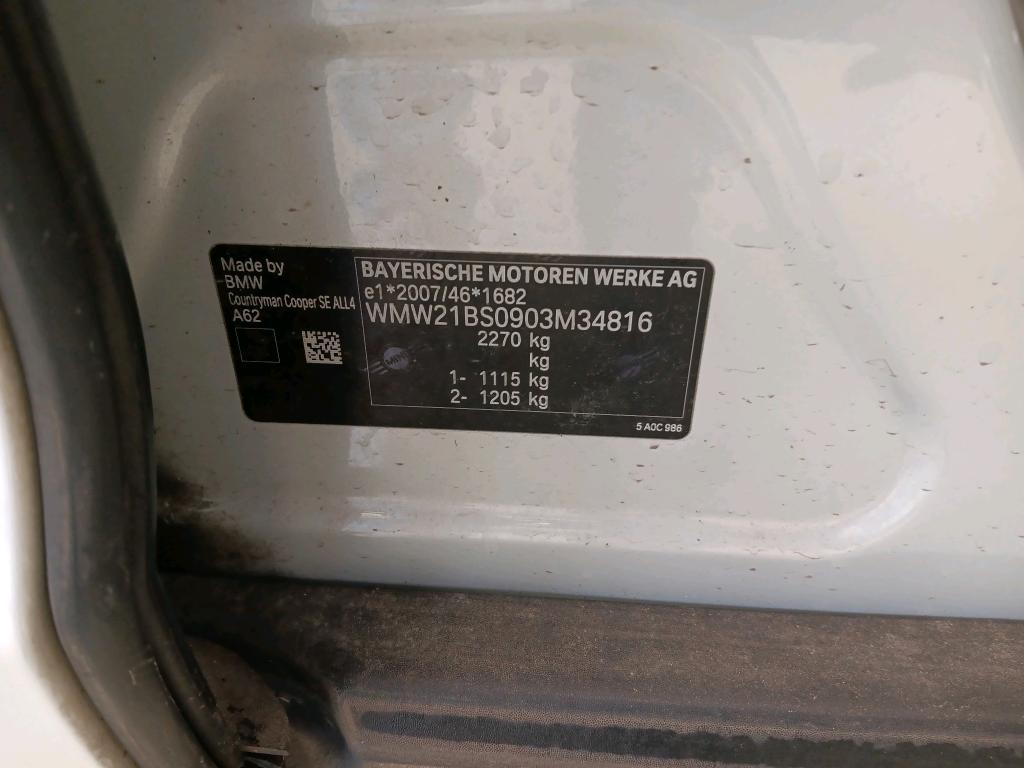 Made by
BMW
Countryman Cooper SE ALL4
A62
BAYERISCHE MOTOREN WERKE AG
e1*2007/46*1682
WMW21BS0903M34816
2270 kg
kg
1- 1115 kg
2- 1205 kg
MINI
5 A0C 986